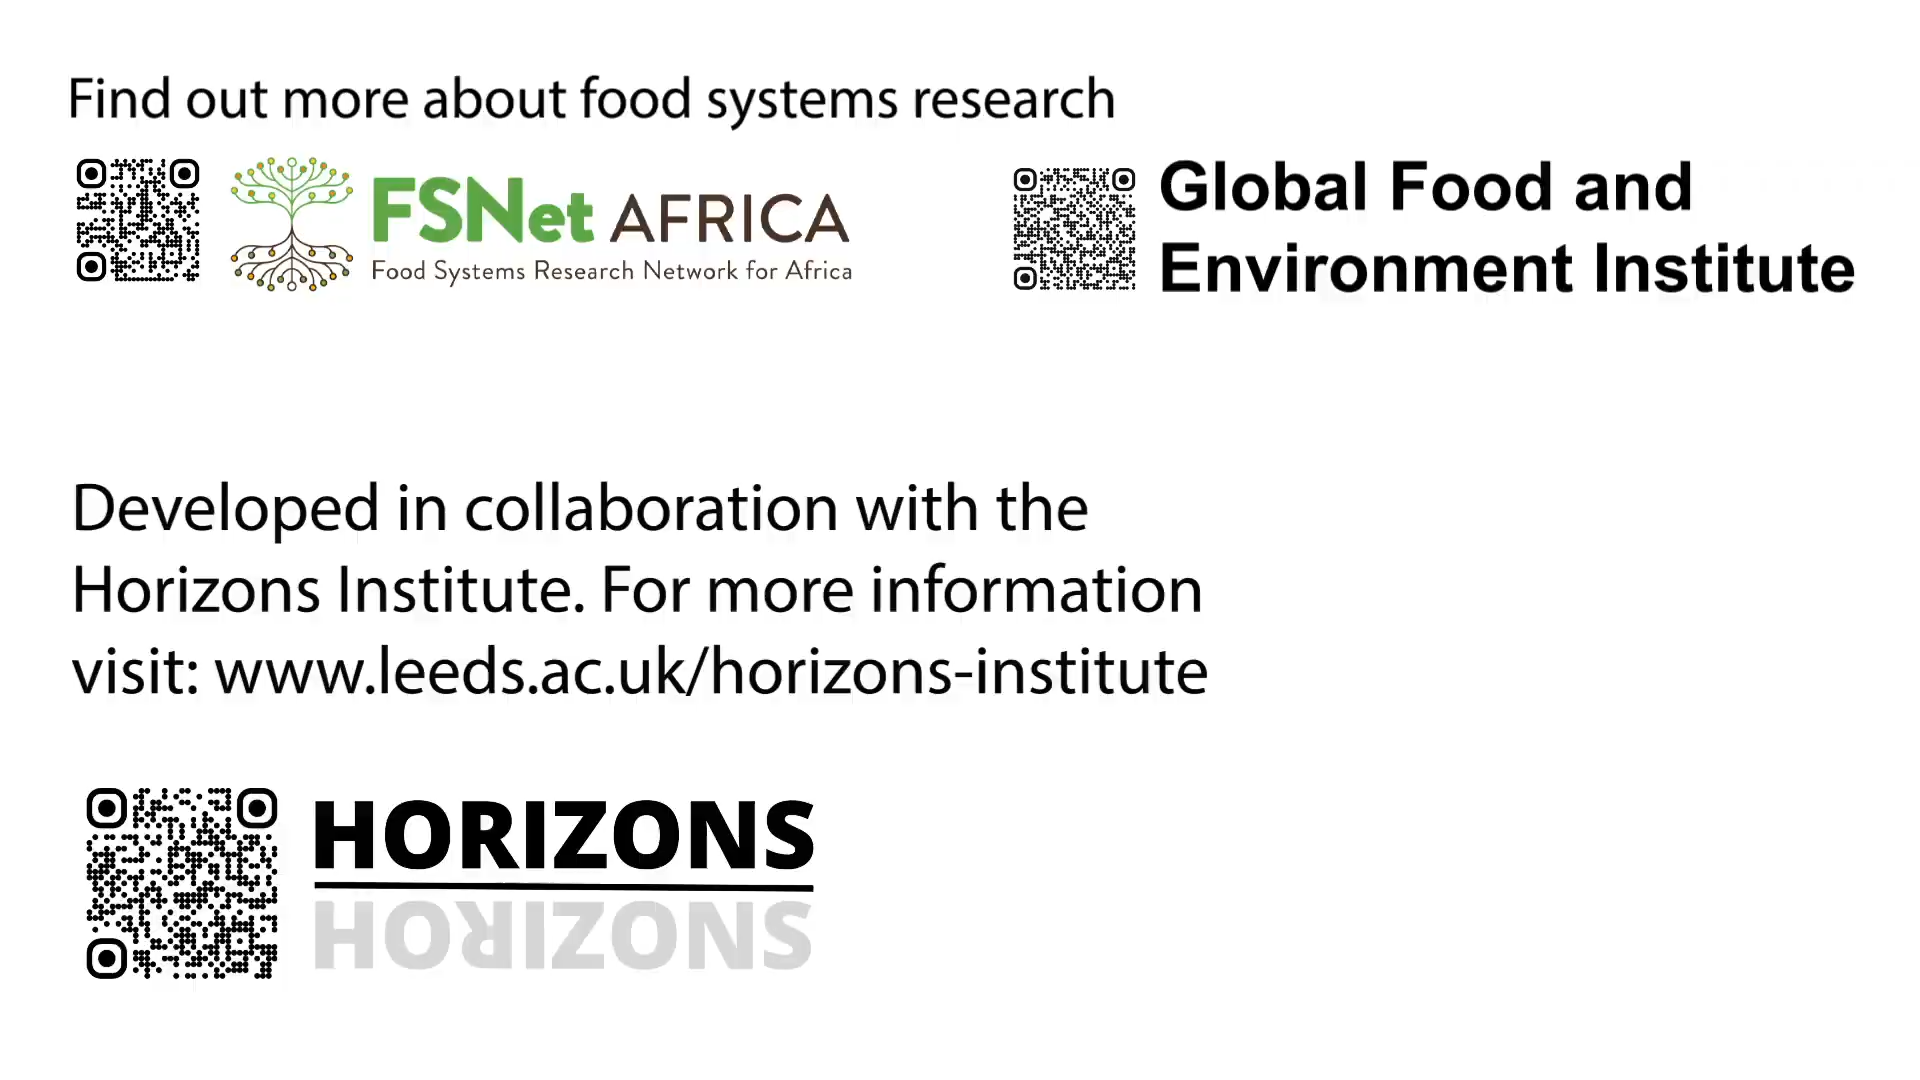 Find out more about food systems research
FSNet AFRICA
Food Systems Research Network for Africa
Global Food and
Environment Institute
Developed in collaboration with the
Horizons Institute. For more information
visit: www.leeds.ac.uk/horizons-institute
HORIZONS
HORIZONS